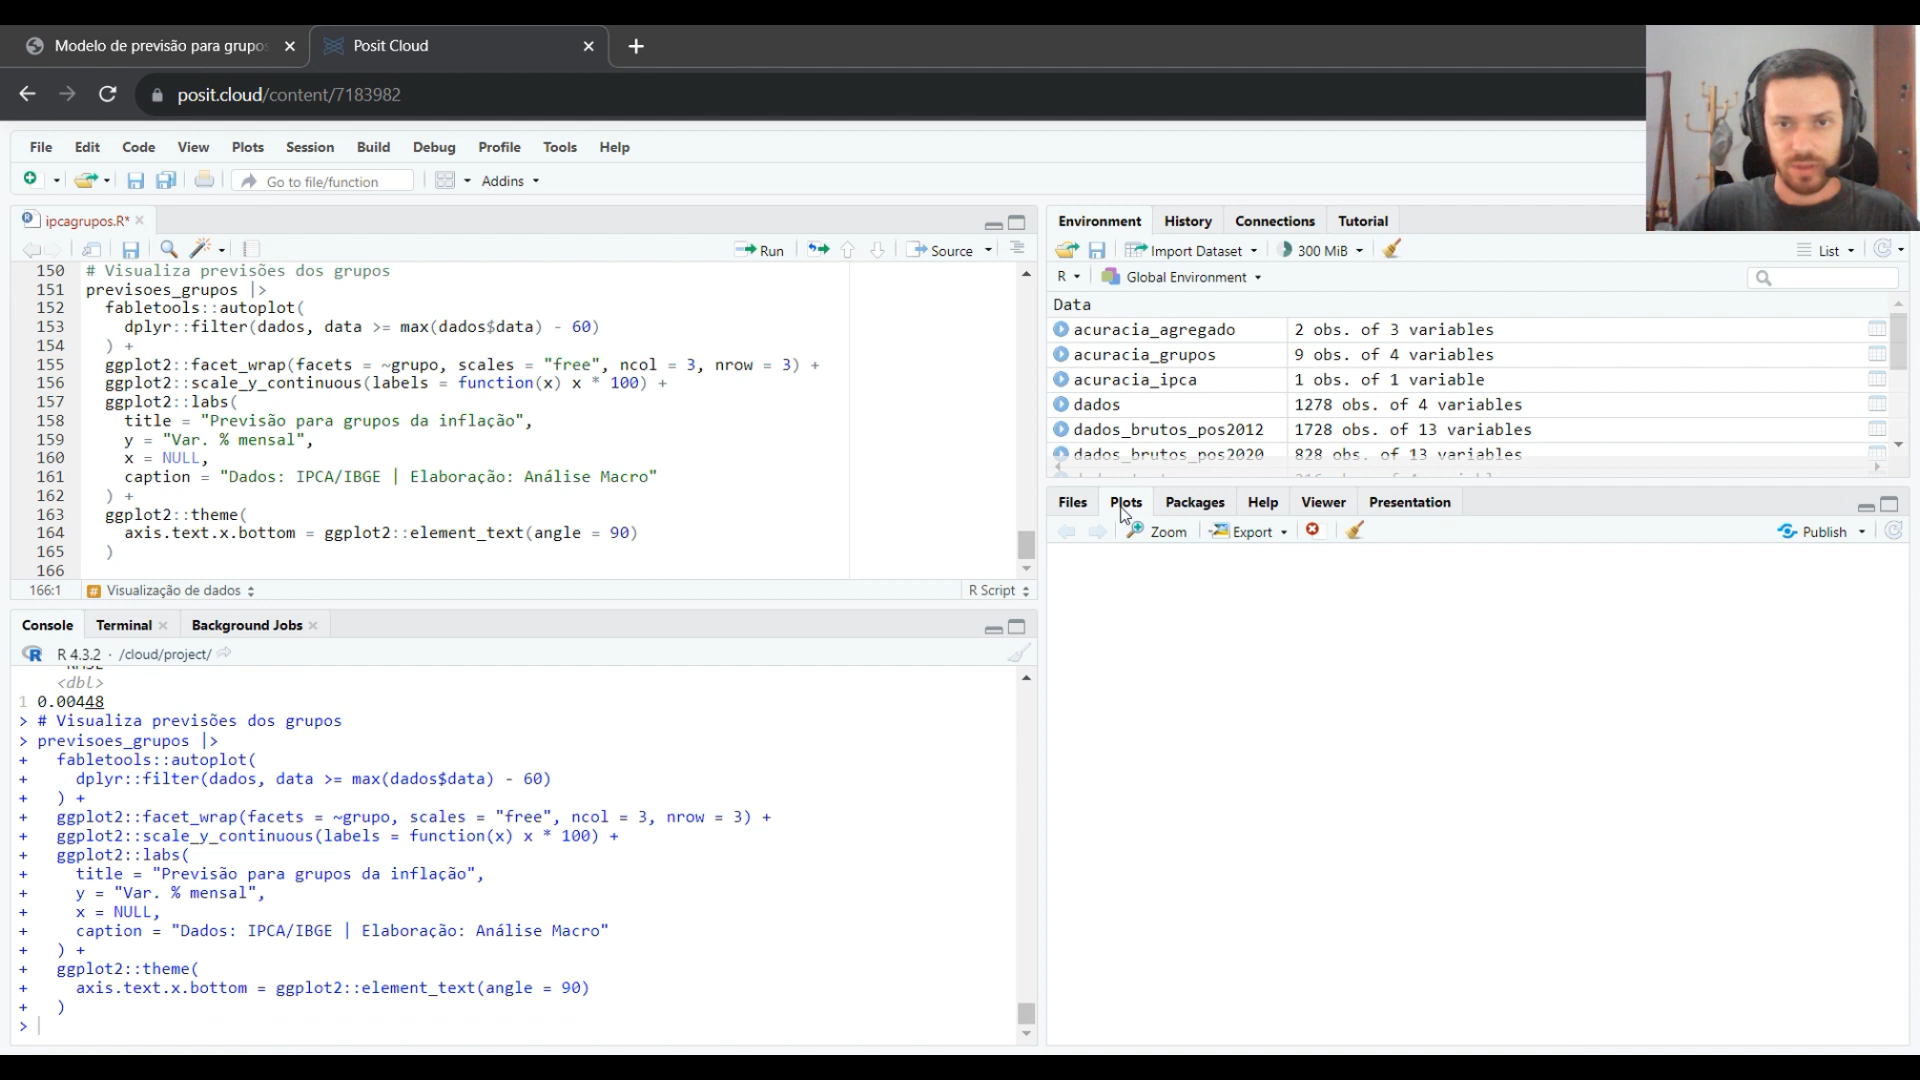 Modelo de previsão para grupos
Posit Cloud
posit.cloud/content/7183982
File Edit Code View Plots Session Build Debug Profile Tools Help
Go to file/function Addins
ipcagrupos.R*
Run Source
150 # Visualiza previsões dos grupos
151 previsoes_grupos |>
152 fabletools::autoplot(
153 dplyr::filter(dados, data >= max(dados$data) - 60)
154 ) +
155 ggplot2::facet_wrap(facets = ~grupo, scales = "free", ncol = 3, nrow = 3) +
156 ggplot2::scale_y_continuous(labels = function(x) x * 100) +
157 ggplot2::labs(
158 title = "Previsão para grupos da inflação",
159 y = "Var. % mensal",
160 x = NULL,
161 caption = "Dados: IPCA/IBGE | Elaboração: Análise Macro"
162 ) +
163 ggplot2::theme(
164 axis.text.x.bottom = ggplot2::element_text(angle = 90)
165 )
166
166:1 # Visualização de dados R Script
Console Terminal Background Jobs
R 4.3.2 · /cloud/project/
<dbl>
1 0.00448
> # Visualiza previsões dos grupos
> previsoes_grupos |>
+ fabletools::autoplot(
+ dplyr::filter(dados, data >= max(dados$data) - 60)
+ ) +
+ ggplot2::facet_wrap(facets = ~grupo, scales = "free", ncol = 3, nrow = 3) +
+ ggplot2::scale_y_continuous(labels = function(x) x * 100) +
+ ggplot2::labs(
+ title = "Previsão para grupos da inflação",
+ y = "Var. % mensal",
+ x = NULL,
+ caption = "Dados: IPCA/IBGE | Elaboração: Análise Macro"
+ ) +
+ ggplot2::theme(
+ axis.text.x.bottom = ggplot2::element_text(angle = 90)
+ )
>
Environment History Connections Tutorial
Import Dataset 300 MiB List
R Global Environment
Data
acuracia_agregado 2 obs. of 3 variables
acuracia_grupos 9 obs. of 4 variables
acuracia_ipca 1 obs. of 1 variable
dados 1278 obs. of 4 variables
dados_brutos_pos2012 1728 obs. of 13 variables
dados_brutos_pos2020 828 obs. of 13 variables
Files Plots Packages Help Viewer Presentation
Zoom Export Publish